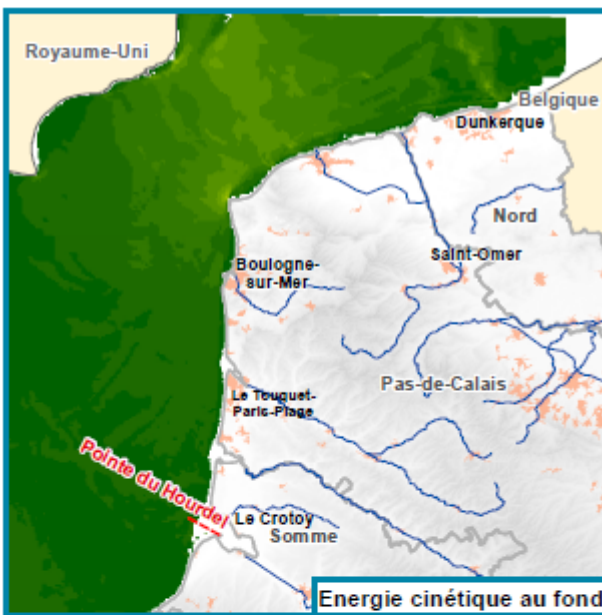 Royaume-Uni
Belgique
Dunkerque
Nord
Saint-Omer
Boulogne-
sur-Mer
Pas-de-Calais
Le Touquet-
Paris-Plage
Pointe du Hourdel
Le Crotoy
Somme
Energie cinétique au fond